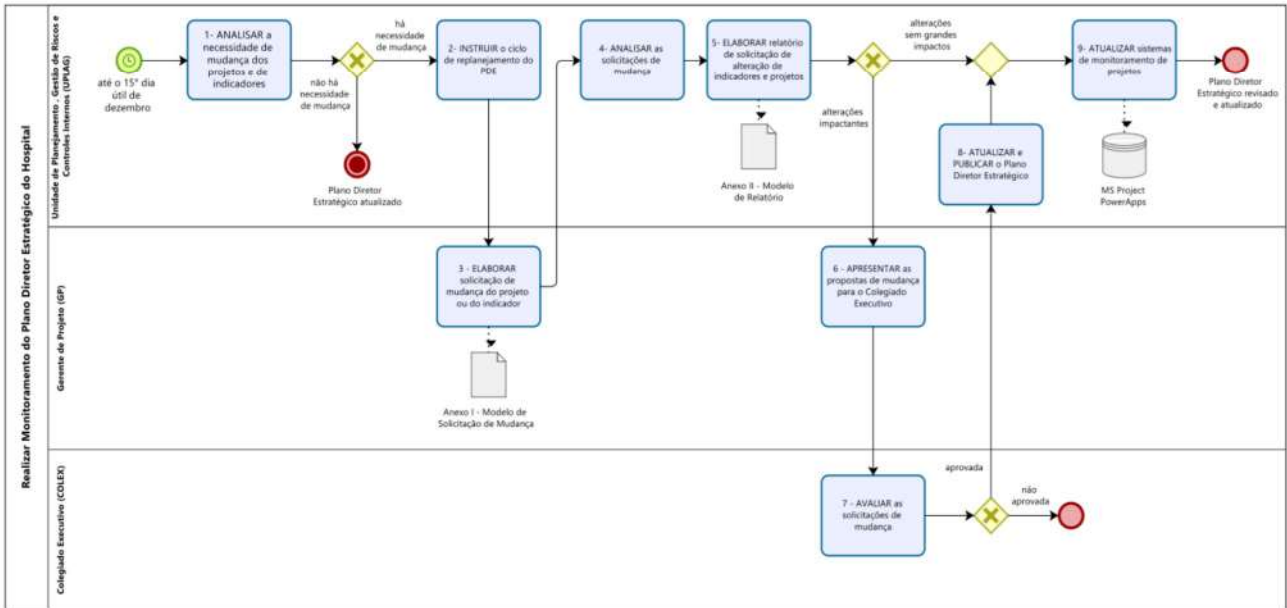 Realizar Monitoramento do Plano Diretor Estratégico do Hospital
Unidade de Planejamento , Gestão de Riscos e
Controles Internos (UPLAG)
até o 15° dia
útil de
dezembro
1- ANALISAR a
necessidade de
mudança dos
projetos e de
indicadores
há
necessidade
de mudança
não há
necessidade
de mudança
Plano Diretor
Estratégico atualizado
2- INSTRUIR o ciclo
de replanejamento do
PDE
4- ANALISAR as
solicitações de
mudança
5- ELABORAR relatório
de solicitação de
alteração de
indicadores e projetos
Anexo II - Modelo
de Relatório
alterações
sem grandes
impactos
alterações
impactantes
8- ATUALIZAR e
PUBLICAR o Plano
Diretor Estratégico
9- ATUALIZAR sistemas
de monitoramento de
projetos
MS Project
PowerApps
Plano Diretor
Estratégico revisado
e atualizado
Gerente de Projeto (GP)
3 - ELABORAR
solicitação de
mudança do projeto
ou do indicador
Anexo I - Modelo de
Solicitação de Mudança
6 - APRESENTAR as
propostas de mudança
para o Colegiado
Executivo
Colegiado Executivo (COLEX)
7 - AVALIAR as
solicitações de
mudança
aprovada
não
aprovada